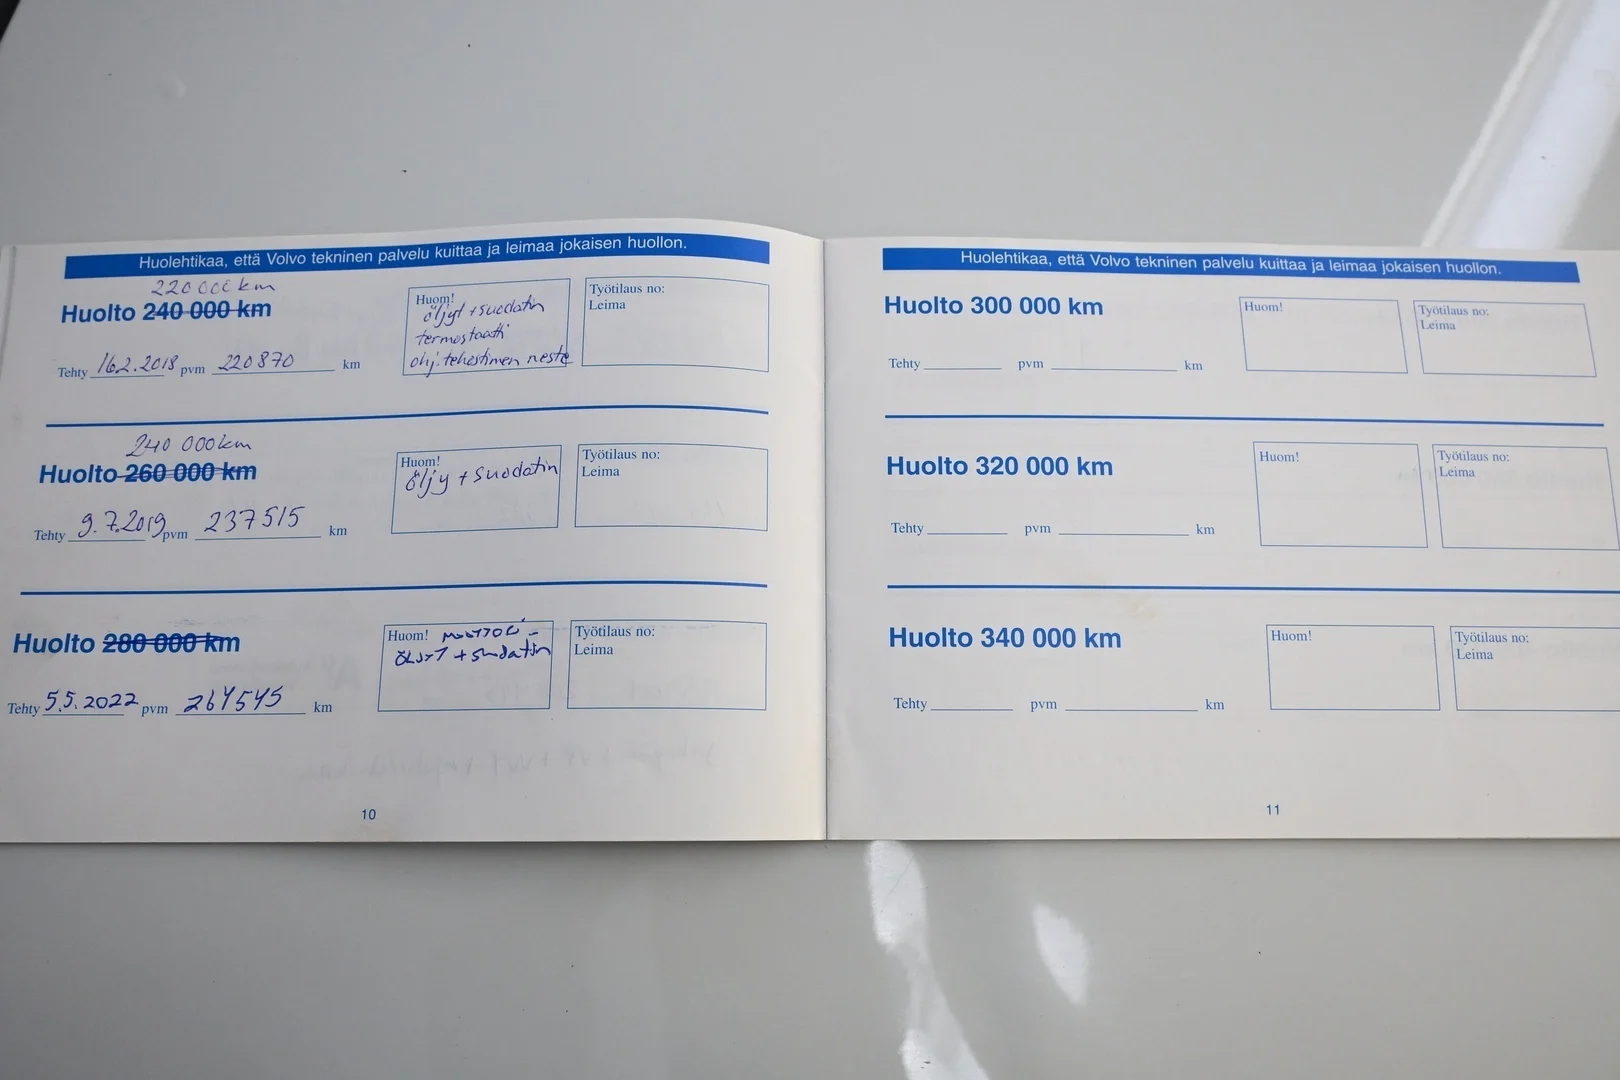 Huolehtikaa, että Volvo tekninen palvelu kuittaa ja leimaa jokaisen huollon.
220 000 km
Huolto 240 000 km
Huom!
öljyt + suodatin
termostaatti
ohj. tehostimen neste
Työtilaus no:
Leima
Tehty 16.2.2018 pvm 220870 km
240 000 km
Huolto 260 000 km
Huom!
öljy + suodatin
Työtilaus no:
Leima
Tehty 9.7.2019 pvm 237515 km
Huolto 280 000 km
Huom!
+ suodatin
Työtilaus no:
Leima
Tehty 5.5.2022 pvm 264545 km
10
Huolehtikaa, että Volvo tekninen palvelu kuittaa ja leimaa jokaisen huollon.
Huolto 300 000 km
Huom!
Työtilaus no:
Leima
Tehty pvm km
Huolto 320 000 km
Huom!
Työtilaus no:
Leima
Tehty pvm km
Huolto 340 000 km
Huom!
Työtilaus no:
Leima
Tehty pvm km
11